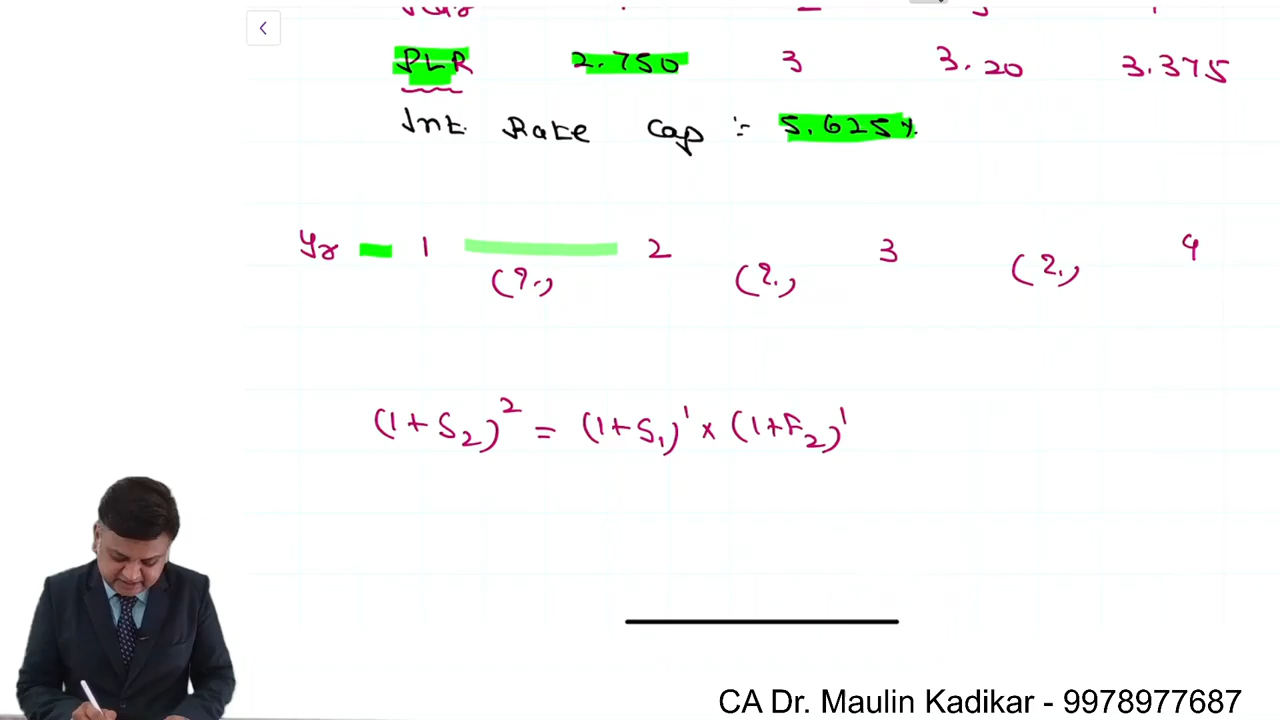 PLR 2.750 3 3.20 3.375
Int. Rate Cap :- 5.625%
Yr 1 2 3 4
(?.) (?.) (?.)
(1+S₂)² = (1+S₁)¹ × (1+F₂)¹
CA Dr. Maulin Kadikar - 9978977687